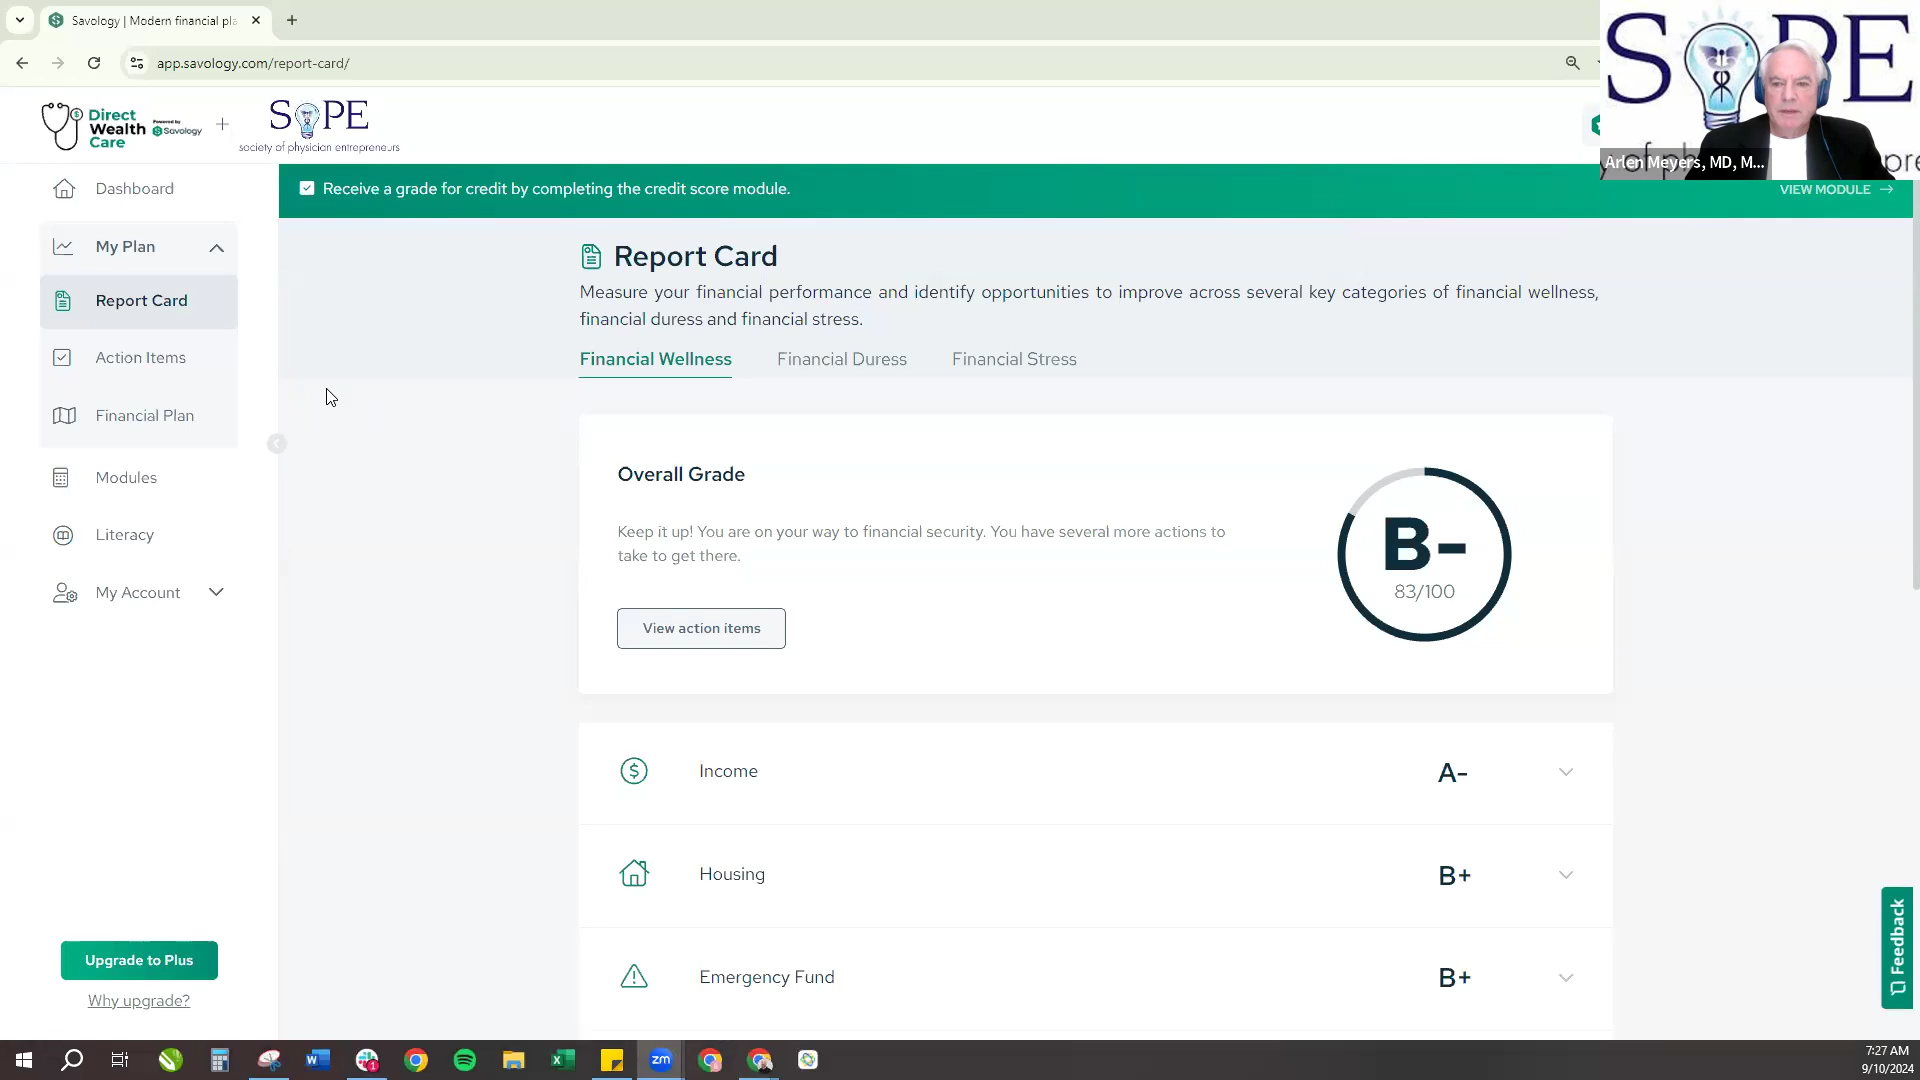 Savology | Modern financial pla
app.savology.com/report-card/
Direct
Wealth
Care
Powered by
Savology
SOPE
society of physician entrepreneurs
SOPE
Arlen Meyers, MD, M...
Dashboard
My Plan
Report Card
Action Items
Financial Plan
Modules
Literacy
My Account
Upgrade to Plus
Why upgrade?
Receive a grade for credit by completing the credit score module.
VIEW MODULE
Report Card
Measure your financial performance and identify opportunities to improve across several key categories of financial wellness,
financial duress and financial stress.
Financial Wellness Financial Duress Financial Stress
Overall Grade
Keep it up! You are on your way to financial security. You have several more actions to
take to get there.
View action items
B-
83/100
Income A-
Housing B+
Emergency Fund B+
Feedback
zm
7:27 AM
9/10/2024